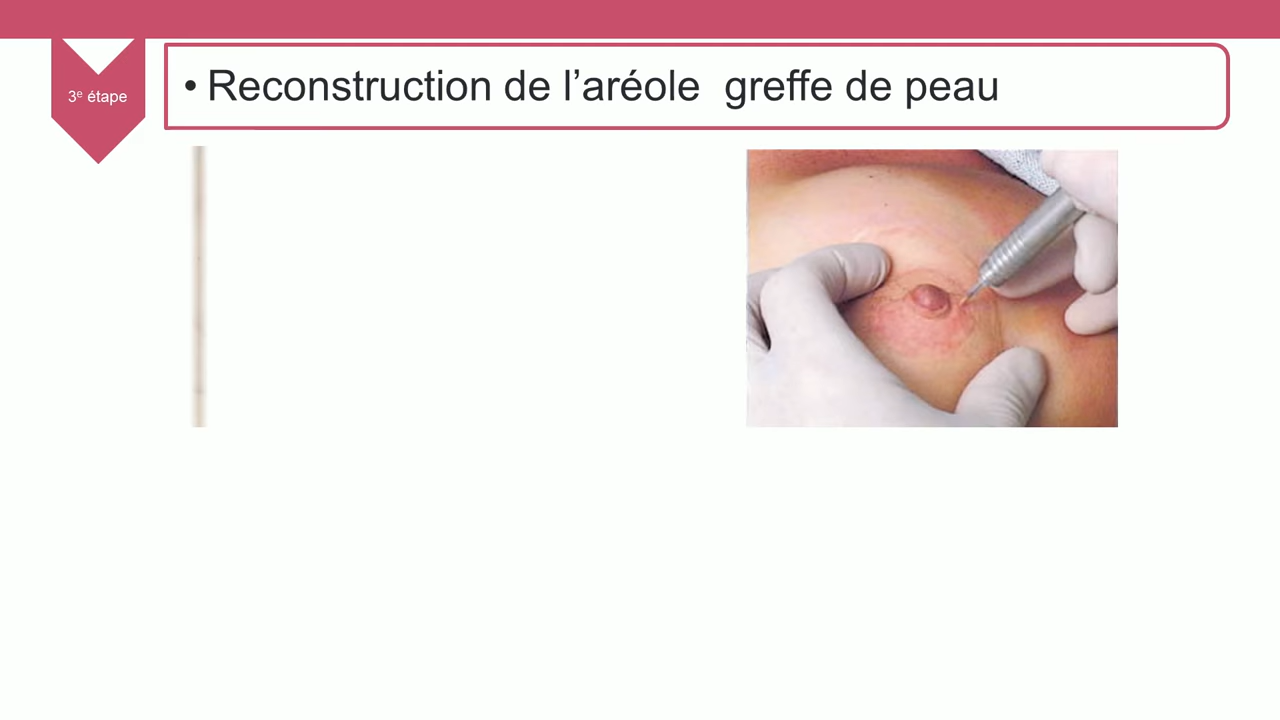 3ᵉ étape
• Reconstruction de l’aréole  greffe de peau